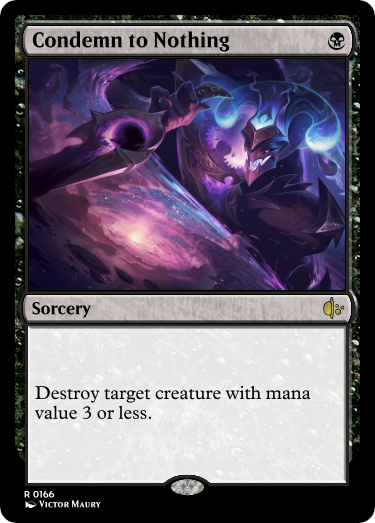 Condemn to Nothing
Sorcery
Destroy target creature with mana
value 3 or less.
R 0166
Victor Maury